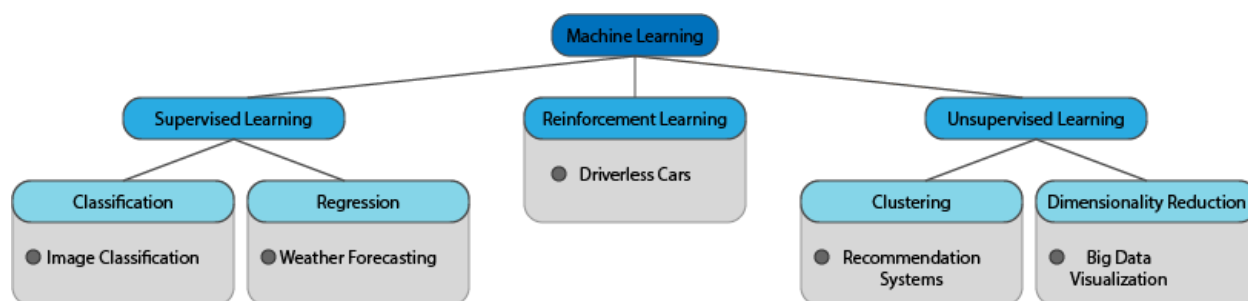 Machine Learning
Supervised Learning
Reinforcement Learning
Unsupervised Learning
Driverless Cars
Classification
Regression
Clustering
Dimensionality Reduction
Image Classification
Weather Forecasting
Recommendation
Systems
Big Data
Visualization